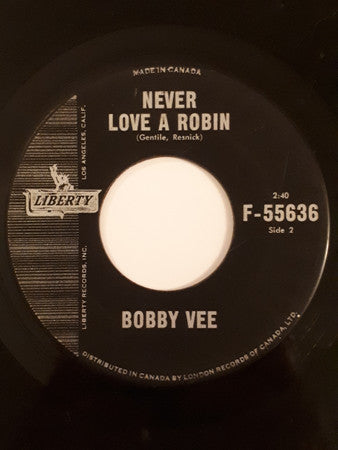 MADE IN CANADA
NEVER
LOVE A ROBIN
(Gentile, Resnick)
LIBERTY
LIBERTY RECORDS, INC.
LOS ANGELES, CALIF.
2:40
F-55636
Side 2
BOBBY VEE
DISTRIBUTED IN CANADA BY LONDON RECORDS OF CANADA, LTD.